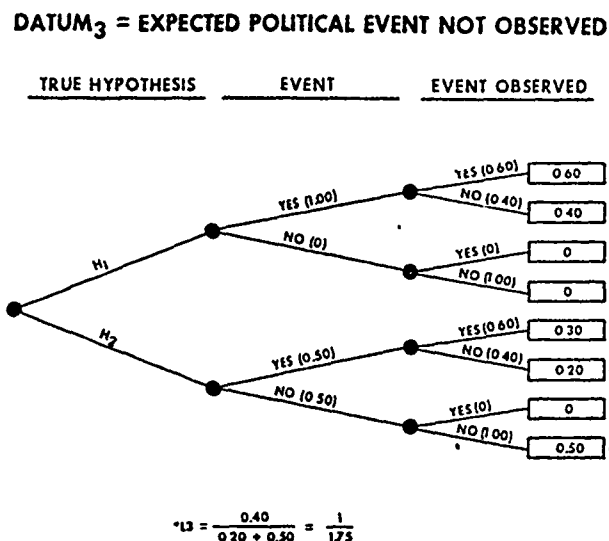 DATUM3 = EXPECTED POLITICAL EVENT NOT OBSERVED
TRUE HYPOTHESIS EVENT EVENT OBSERVED
YES (0 60) 0 60
YES (1.00)
NO (0 40) 0 40
H1
NO (0)
YES (0) 0
NO (1 00) 0
H2
YES (0.50)
YES (0 60) 0 30
NO (0 40) 0 20
NO (0 50)
YES (0) 0
NO (1 00) 0.50
*L3 = 0.40 / 0 20 + 0.50 = 1 / 1.75